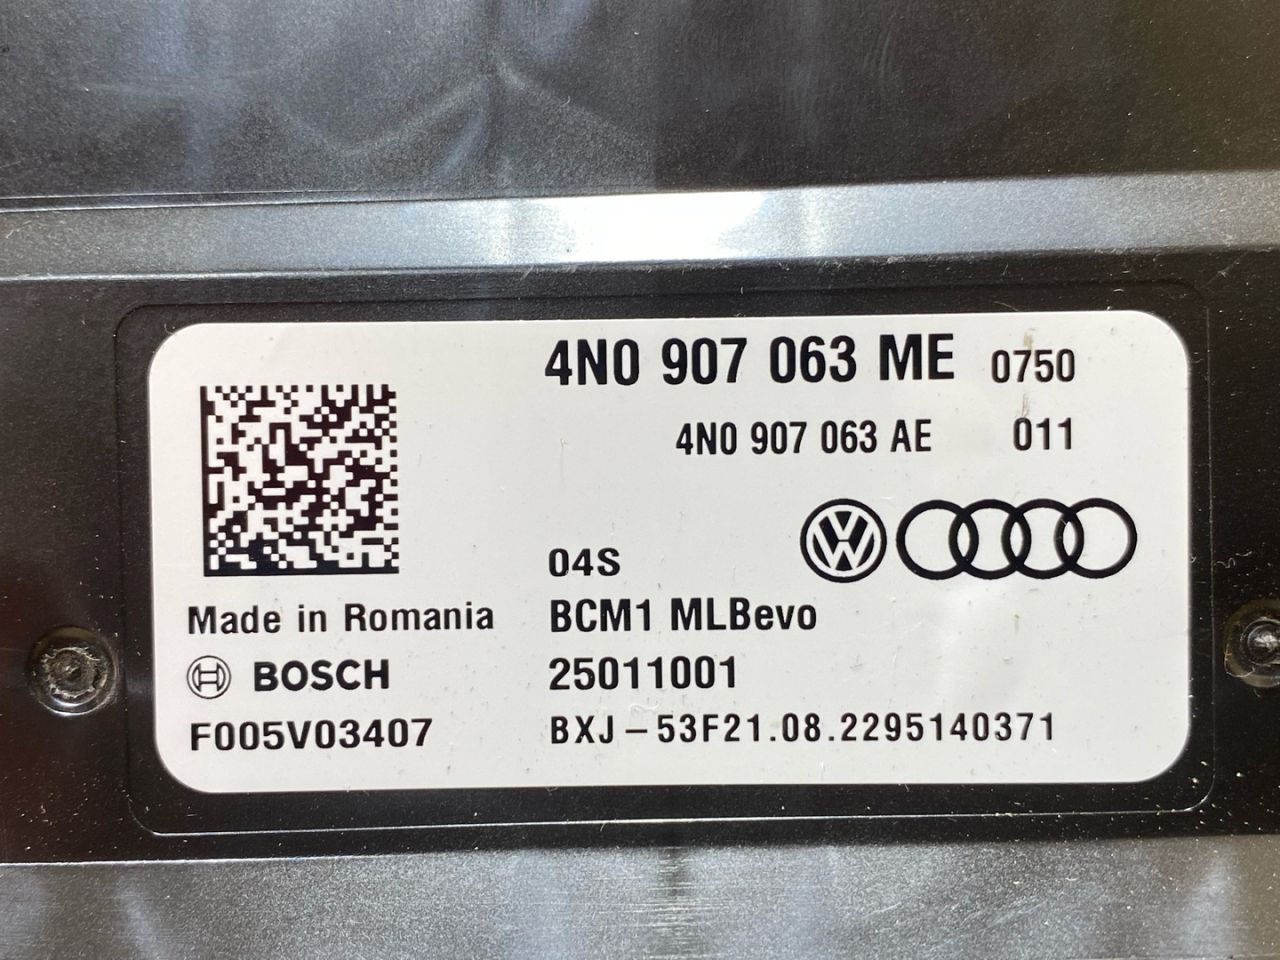 4N0 907 063 ME 0750
4N0 907 063 AE 011
04S
Made in Romania BCM1 MLBevo
BOSCH 25011001
F005V03407 BXJ-53F21.08.2295140371